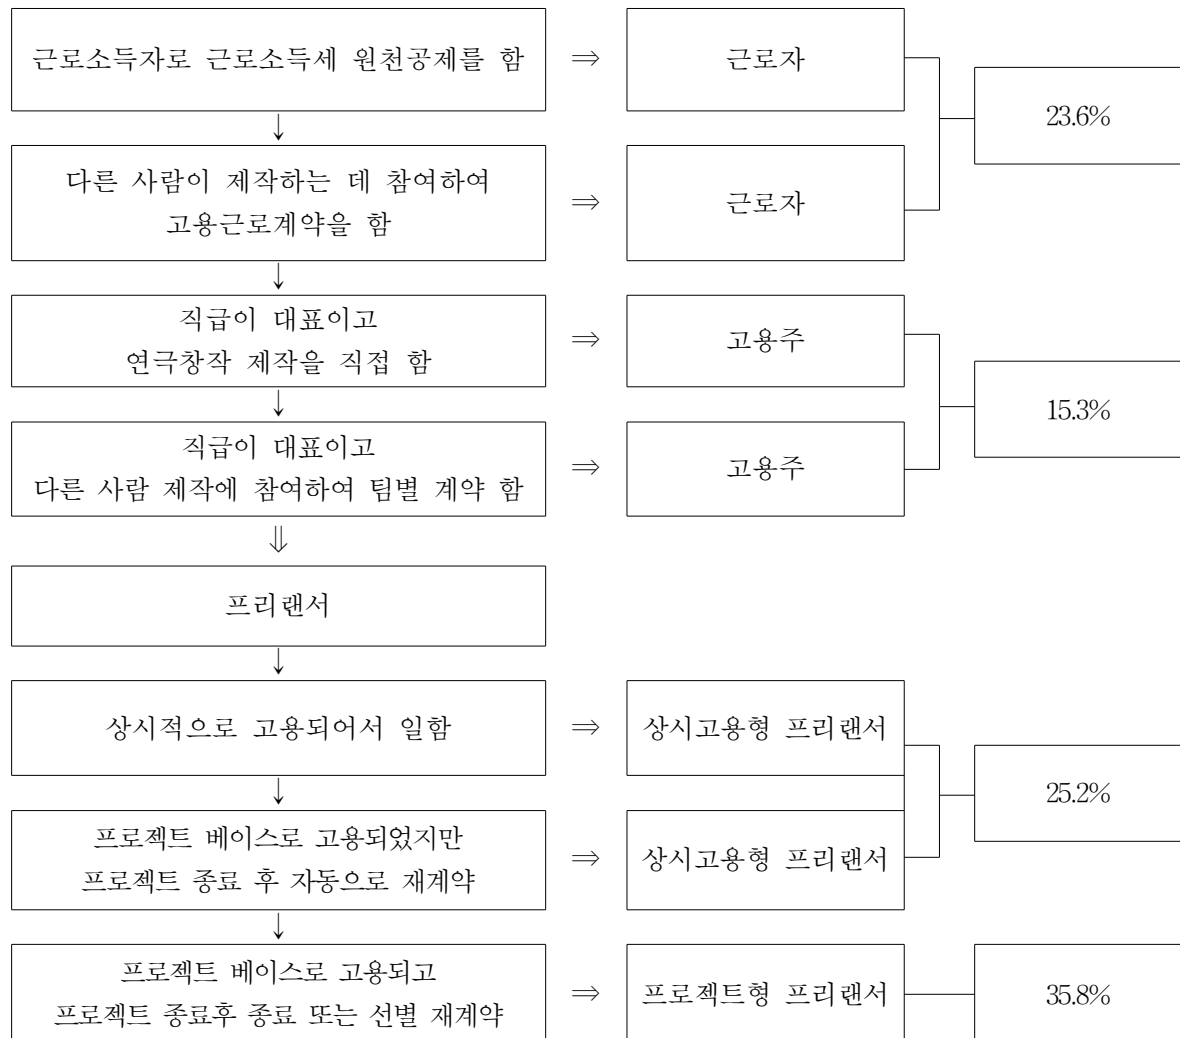 근로소득자로 근로소득세 원천공제를 함 ⇒ 근로자
23.6%
다른 사람이 제작하는 데 참여하여
고용근로계약을 함
⇒ 근로자
직급이 대표이고
연극창작 제작을 직접 함
⇒ 고용주
15.3%
직급이 대표이고
다른 사람 제작에 참여하여 팀별 계약 함
⇒ 고용주
프리랜서
상시적으로 고용되어서 일함 ⇒ 상시고용형 프리랜서
25.2%
프로젝트 베이스로 고용되었지만
프로젝트 종료 후 자동으로 재계약
⇒ 상시고용형 프리랜서
프로젝트 베이스로 고용되고
프로젝트 종료후 종료 또는 선별 재계약
⇒ 프로젝트형 프리랜서
35.8%